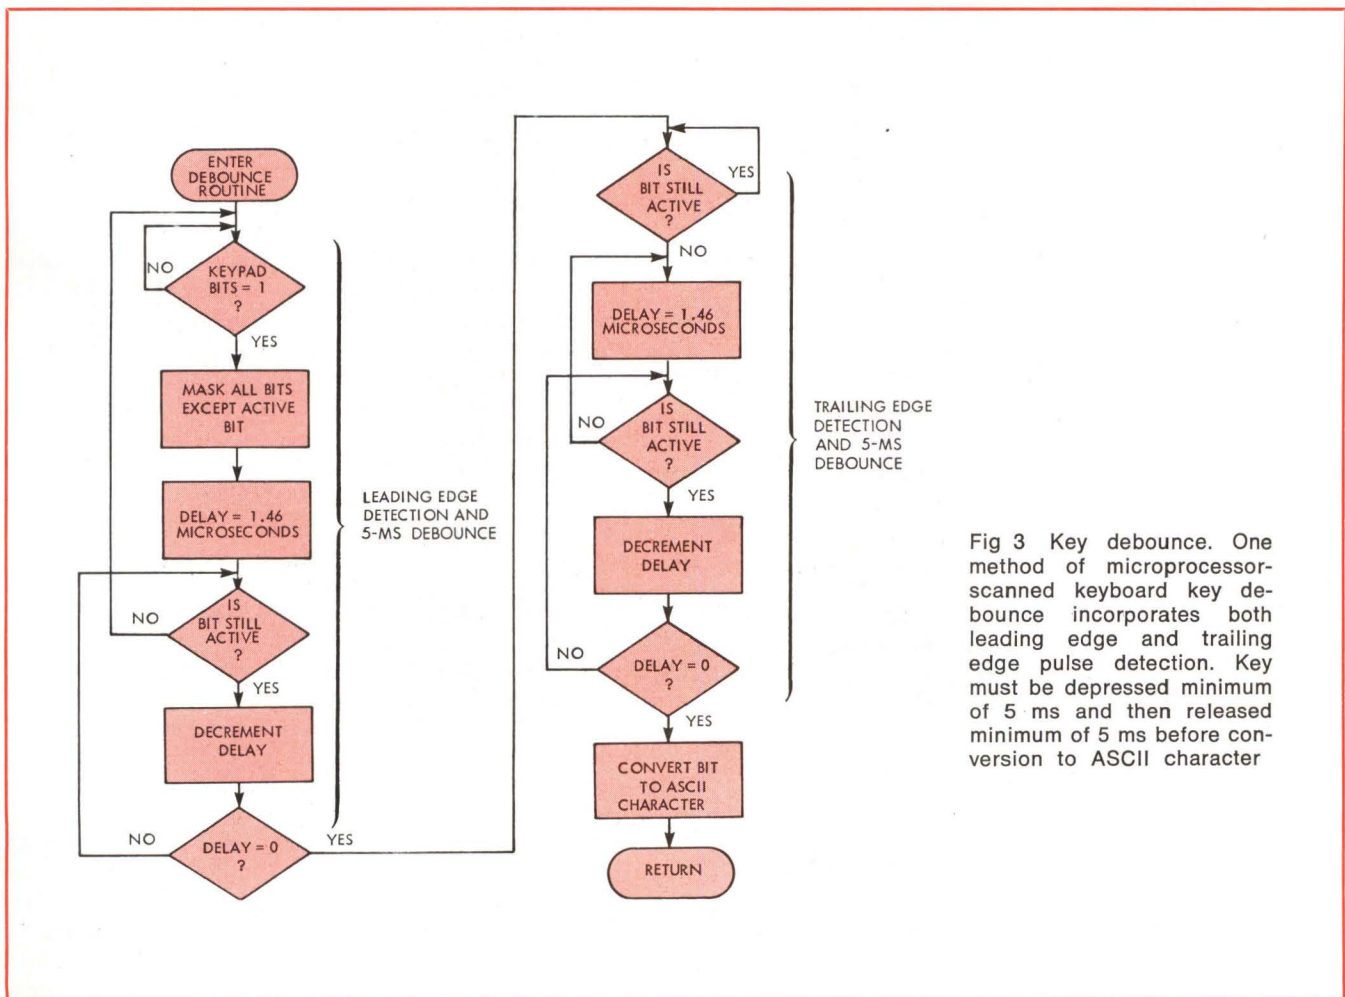 ENTER
DEBOUNCE
ROUTINE
NO
KEYPAD
BITS = 1
?
YES
MASK ALL BITS
EXCEPT ACTIVE
BIT
DELAY = 1.46
MICROSECONDS
IS
BIT STILL
ACTIVE
?
NO
YES
DECREMENT
DELAY
NO
DELAY = 0
?
YES
LEADING EDGE
DETECTION AND
5-MS DEBOUNCE
IS
BIT STILL
ACTIVE
?
YES
NO
DELAY = 1.46
MICROSECONDS
IS
BIT STILL
ACTIVE
?
NO
YES
DECREMENT
DELAY
NO
DELAY = 0
?
YES
CONVERT BIT
TO ASCII
CHARACTER
RETURN
TRAILING EDGE
DETECTION
AND 5-MS
DEBOUNCE
Fig 3 Key debounce. One
method of microprocessor-
scanned keyboard key de-
bounce incorporates both
leading edge and trailing
edge pulse detection. Key
must be depressed minimum
of 5 ms and then released
minimum of 5 ms before con-
version to ASCII character